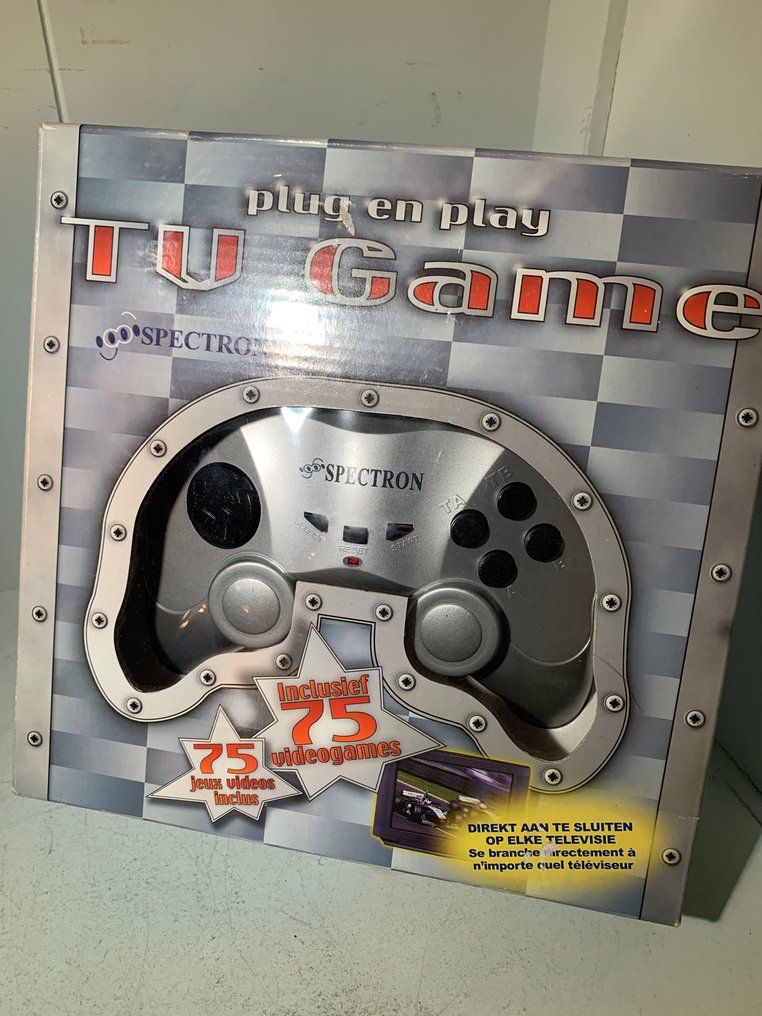 plug en play
TV Game
SPECTRON
SPECTRON
TA TB
SELECT RESET START
A B
Inclusief
75
videogames
75
jeux videos
inclus
DIREKT AAN TE SLUITEN
OP ELKE TELEVISIE
Se branche directement à
n'importe quel téléviseur